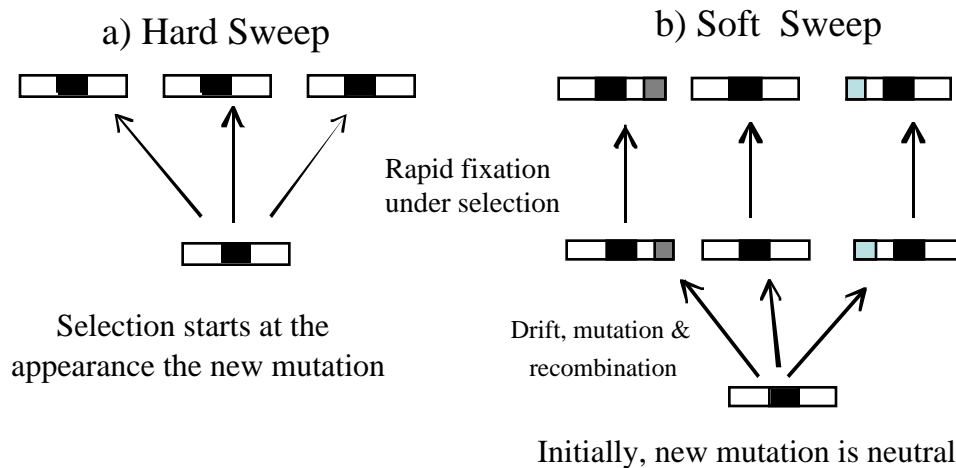 a) Hard Sweep
Selection starts at the
appearance the new mutation
Rapid fixation
under selection
b) Soft Sweep
Drift, mutation &
recombination
Initially, new mutation is neutral